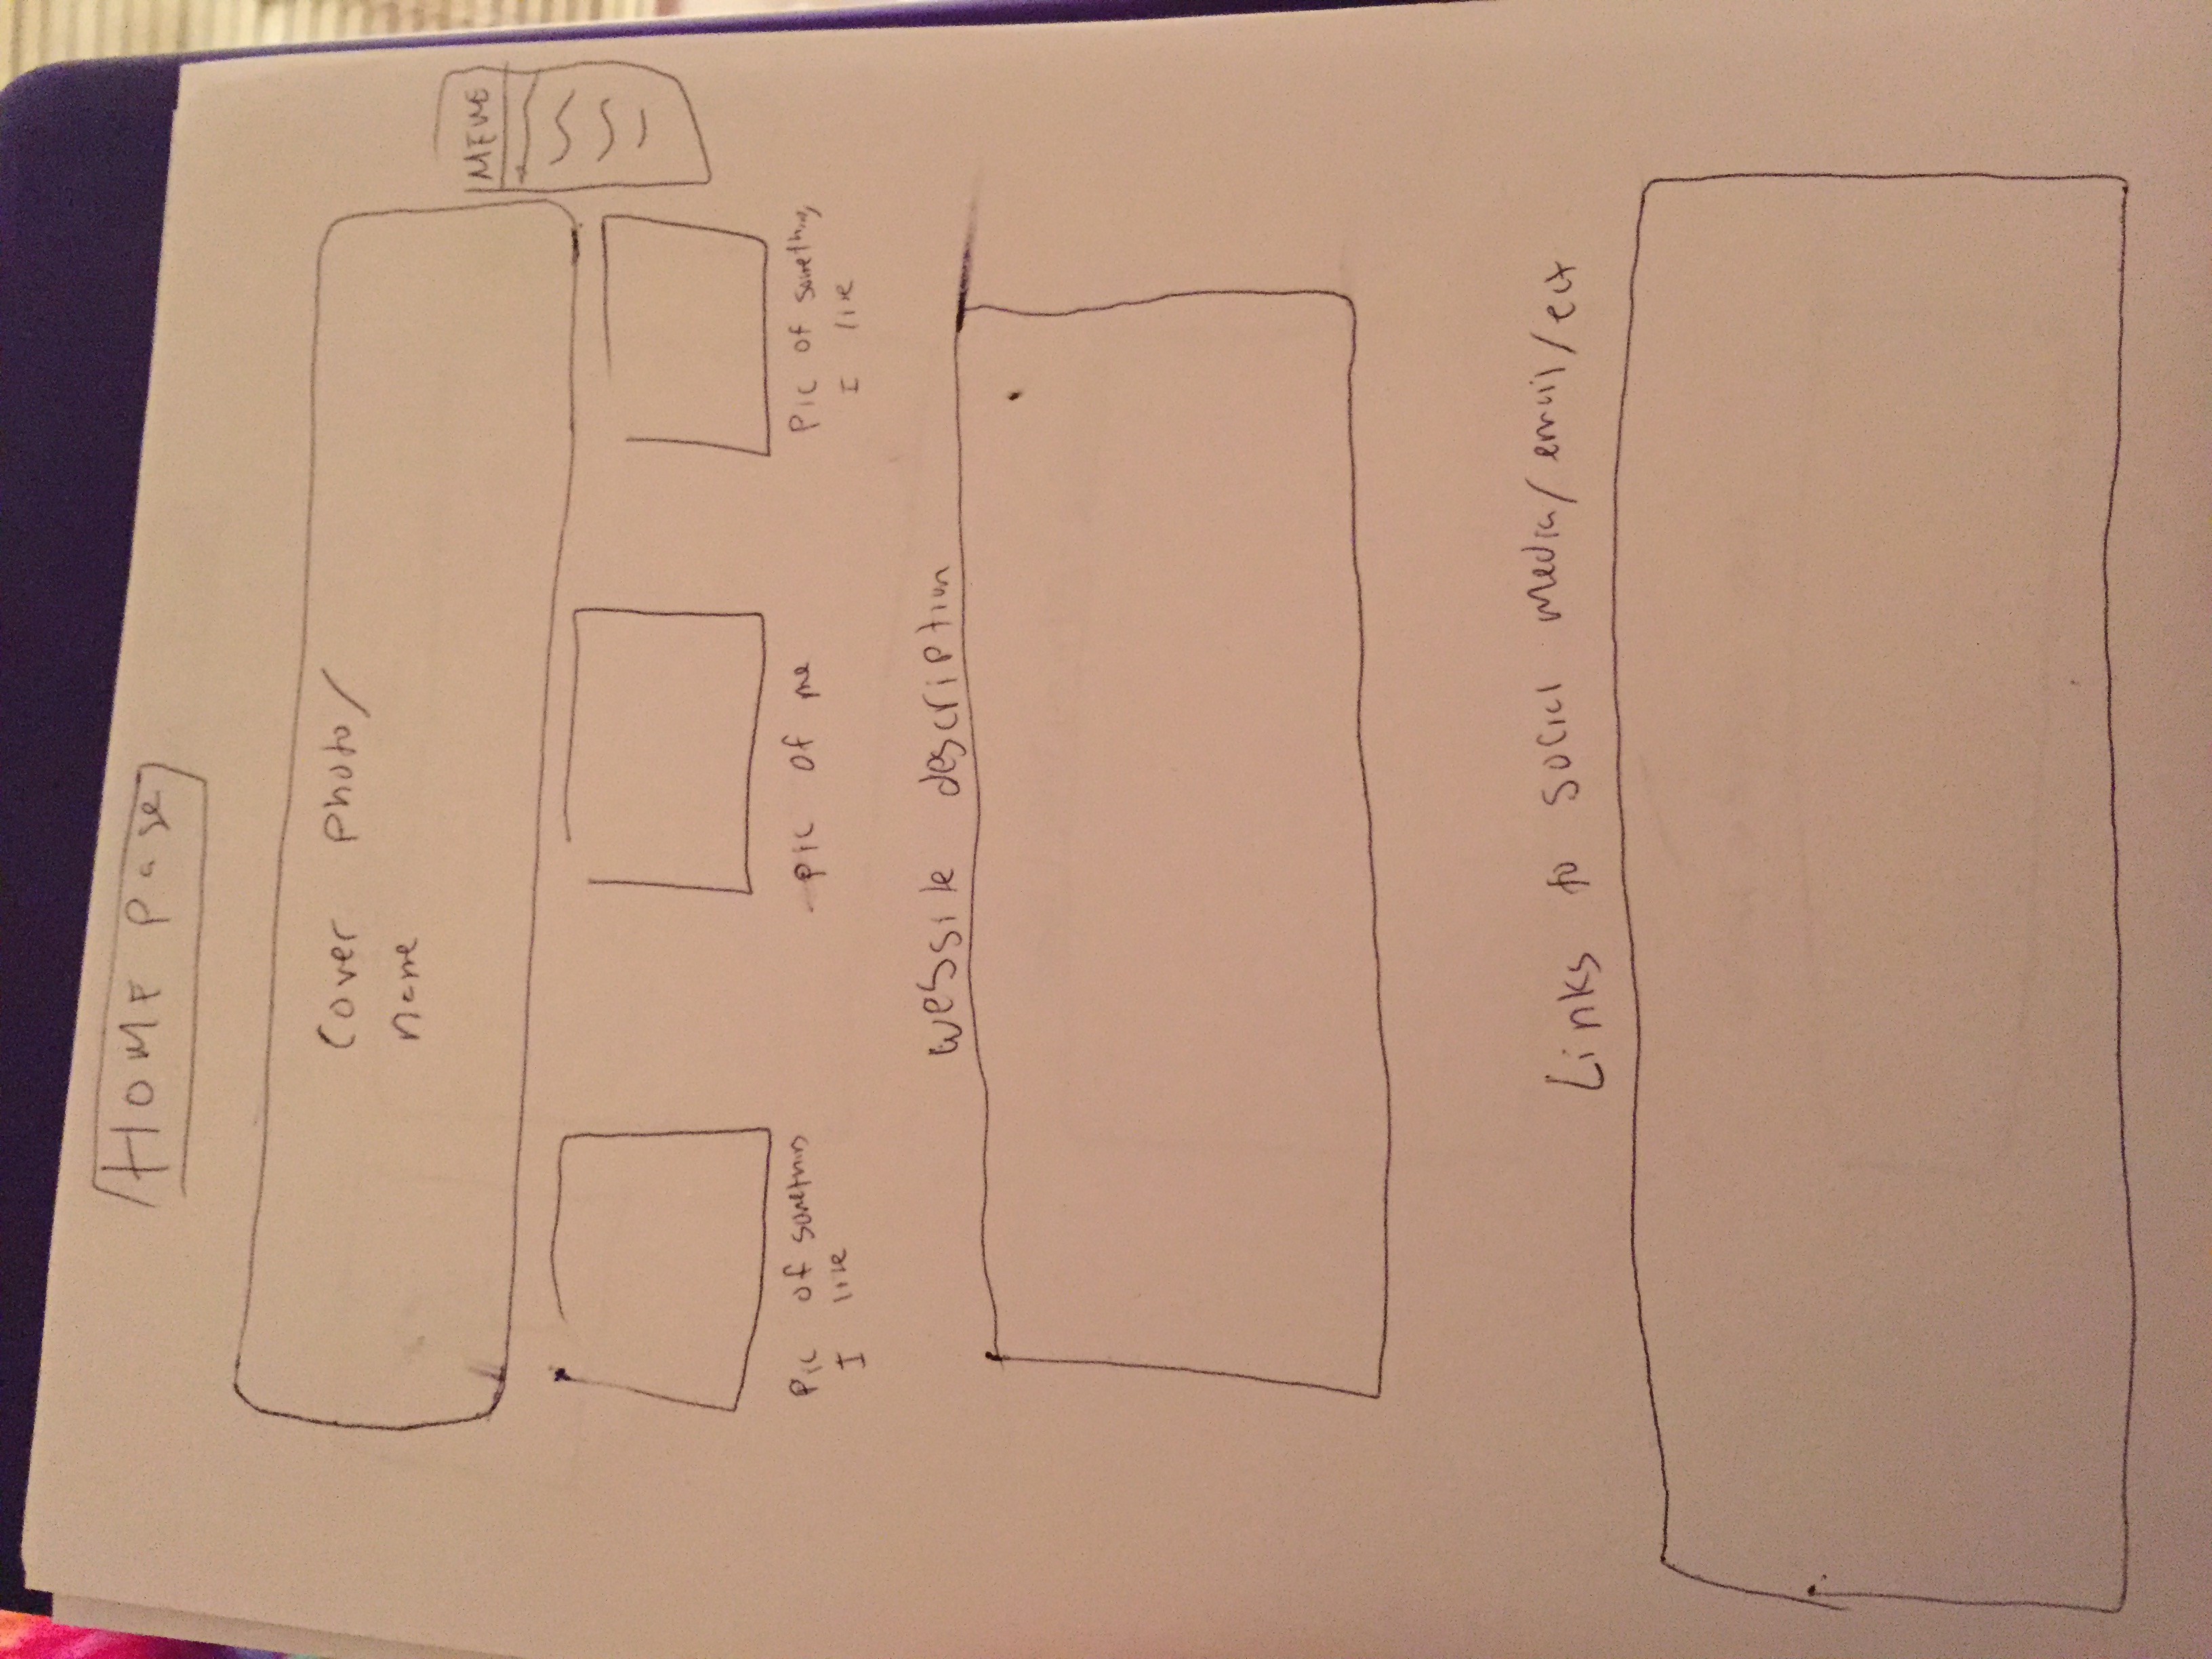 HOME Page
Cover Photo/
name
MENU
Pic of something
I like
Pic of me
Pic of something
I like
website description
Links to social media/email/ect